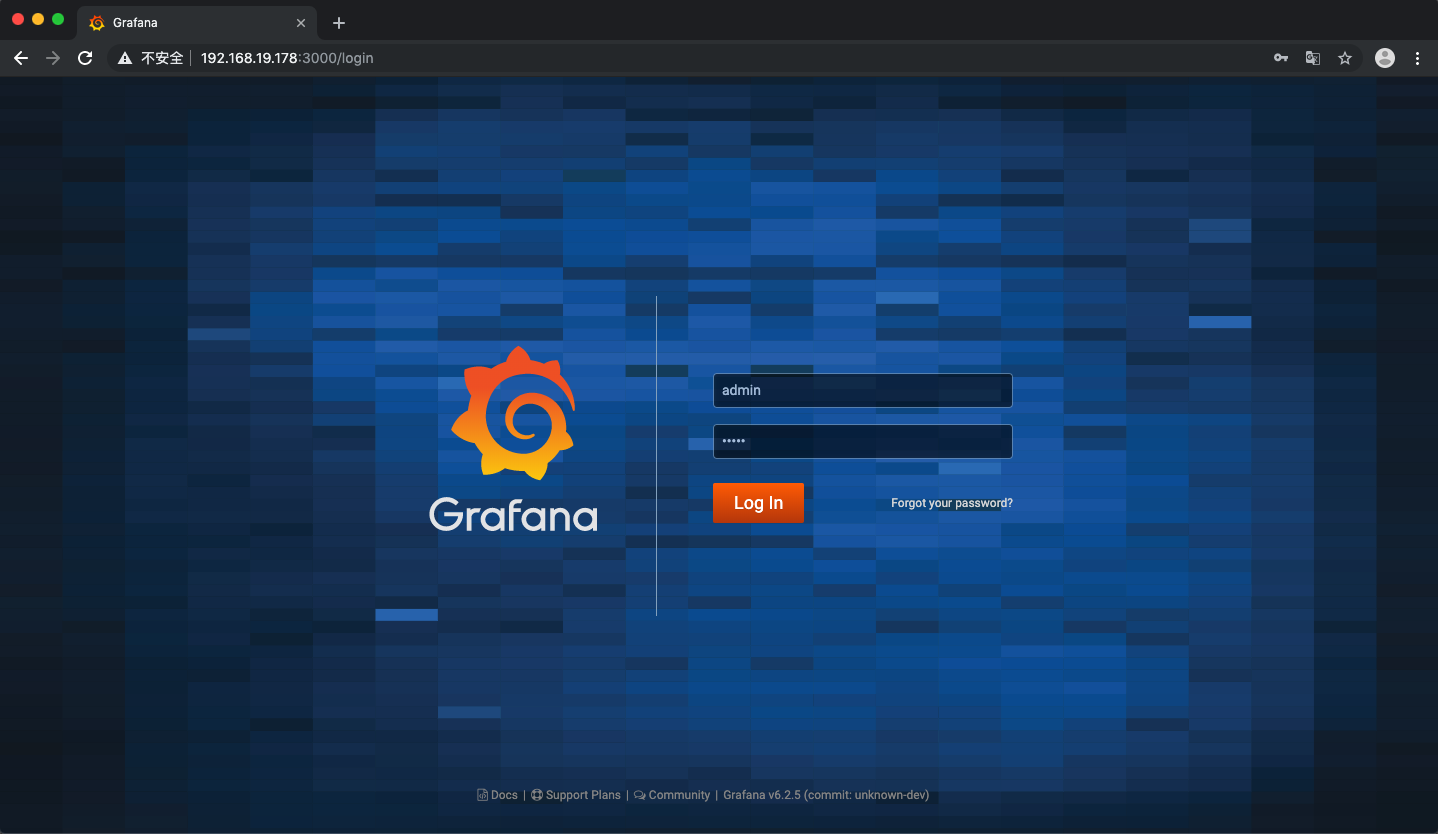 Grafana
不安全 192.168.19.178:3000/login
admin
•••••
Log In Forgot your password?
Grafana
Docs | Support Plans | Community | Grafana v6.2.5 (commit: unknown-dev)